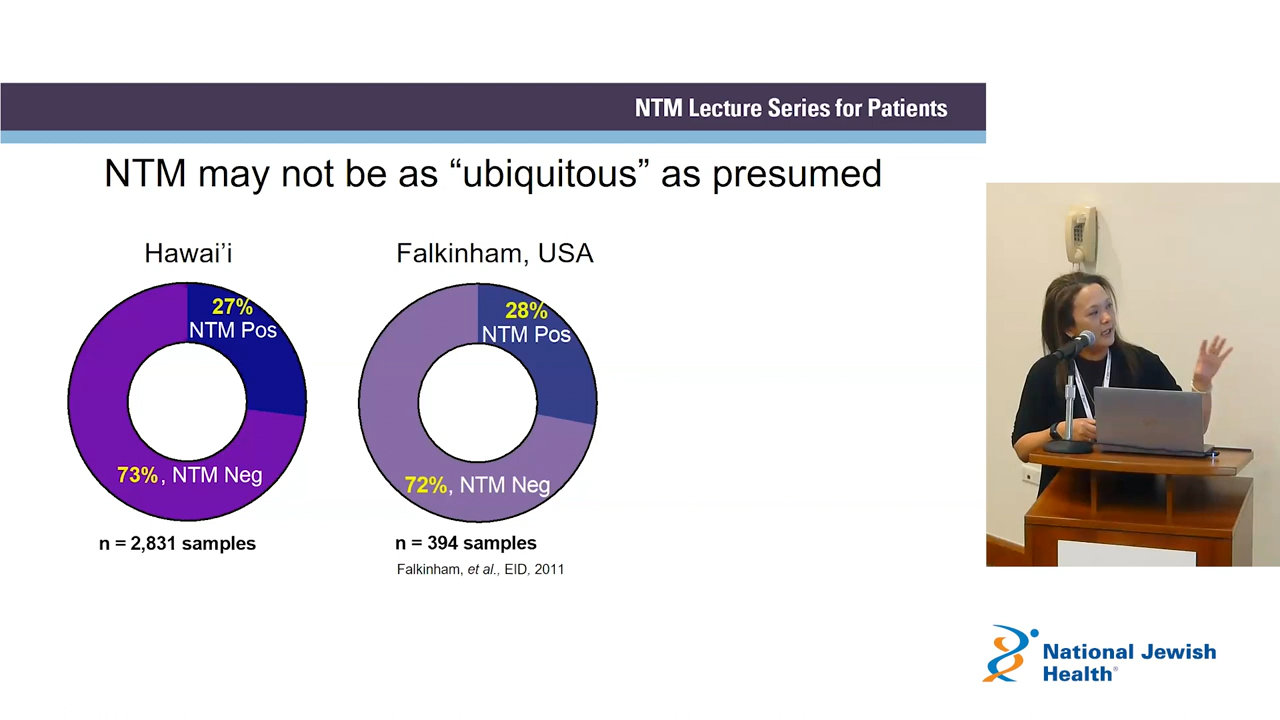 NTM Lecture Series for Patients
NTM may not be as “ubiquitous” as presumed
Hawai’i
27%
NTM Pos
73%, NTM Neg
n = 2,831 samples
Falkinham, USA
28%
NTM Pos
72%, NTM Neg
n = 394 samples
Falkinham, et al., EID, 2011
National Jewish
Health®